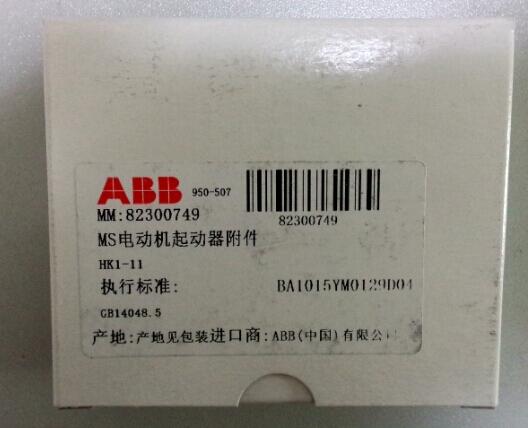 ABB 950-507
MM:82300749
82300749
MS电动机起动器附件
HK1-11
执行标准: BA1015YM0129D04
GB14048.5
产地:产地见包装进口商:ABB(中国)有限公